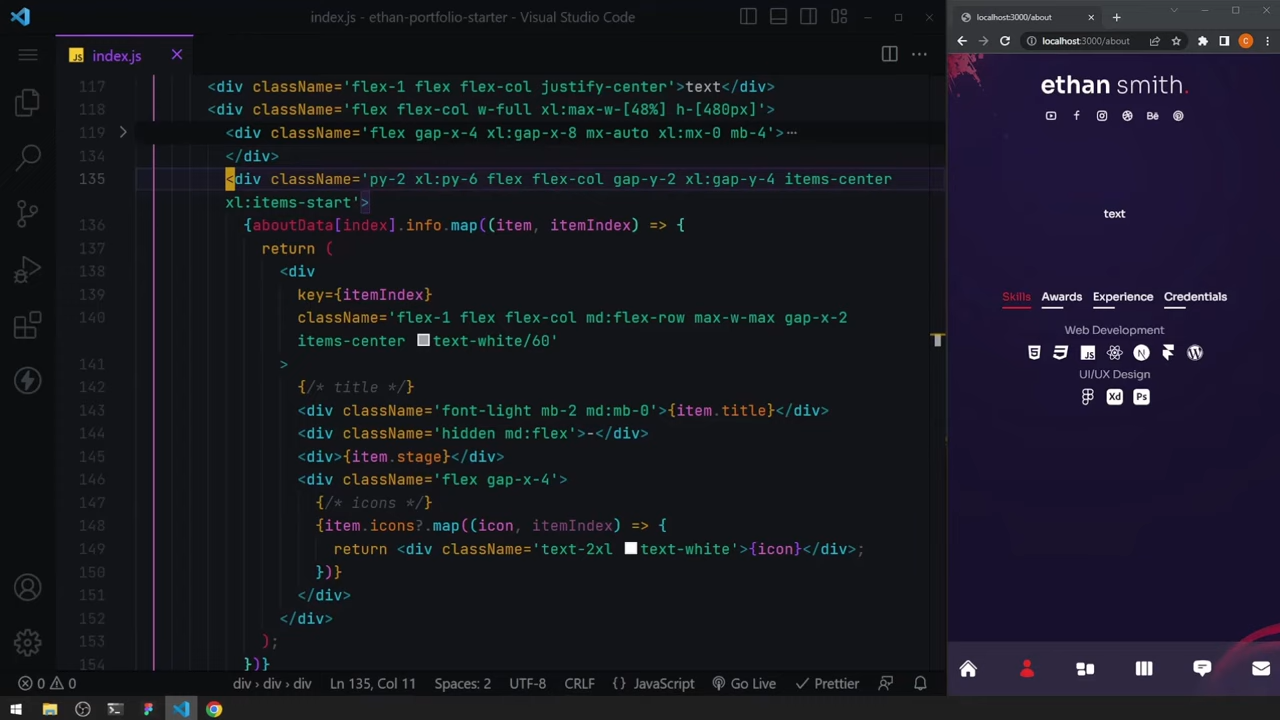 index.js - ethan-portfolio-starter - Visual Studio Code
index.js
117 <div className='flex-1 flex flex-col justify-center'>text</div>
118 <div className='flex flex-col w-full xl:max-w-[48%] h-[480px]'>
119 <div className='flex gap-x-4 xl:gap-x-8 mx-auto xl:mx-0 mb-4'>⋯
134 </div>
135 <div className='py-2 xl:py-6 flex flex-col gap-y-2 xl:gap-y-4 items-center
xl:items-start'>
136 {aboutData[index].info.map((item, itemIndex) => {
137 return (
138 <div
139 key={itemIndex}
140 className='flex-1 flex flex-col md:flex-row max-w-max gap-x-2
items-center text-white/60'
141 >
142 {/* title */}
143 <div className='font-light mb-2 md:mb-0'>{item.title}</div>
144 <div className='hidden md:flex'>-</div>
145 <div>{item.stage}</div>
146 <div className='flex gap-x-4'>
147 {/* icons */}
148 {item.icons?.map((icon, itemIndex) => {
149 return <div className='text-2xl text-white'>{icon}</div>;
150 })}
151 </div>
152 </div>
153 );
154 })}
0 0 div › div › div Ln 135, Col 11 Spaces: 2 UTF-8 CRLF {} JavaScript Go Live Prettier
localhost:3000/about
localhost:3000/about
C
ethan smith.
Bē
text
Skills Awards Experience Credentials
Web Development
JS N
UI/UX Design
Xd Ps